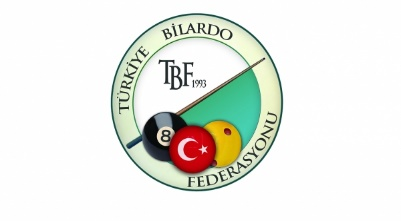 TÜRKİYE BİLARDO
TBF 1993
8
FEDERASYONU